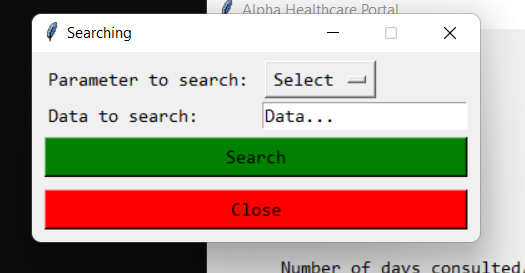 Alpha Healthcare Portal
Searching
Parameter to search: Select
Data to search: Data...
Search
Close
Number of days consulted.